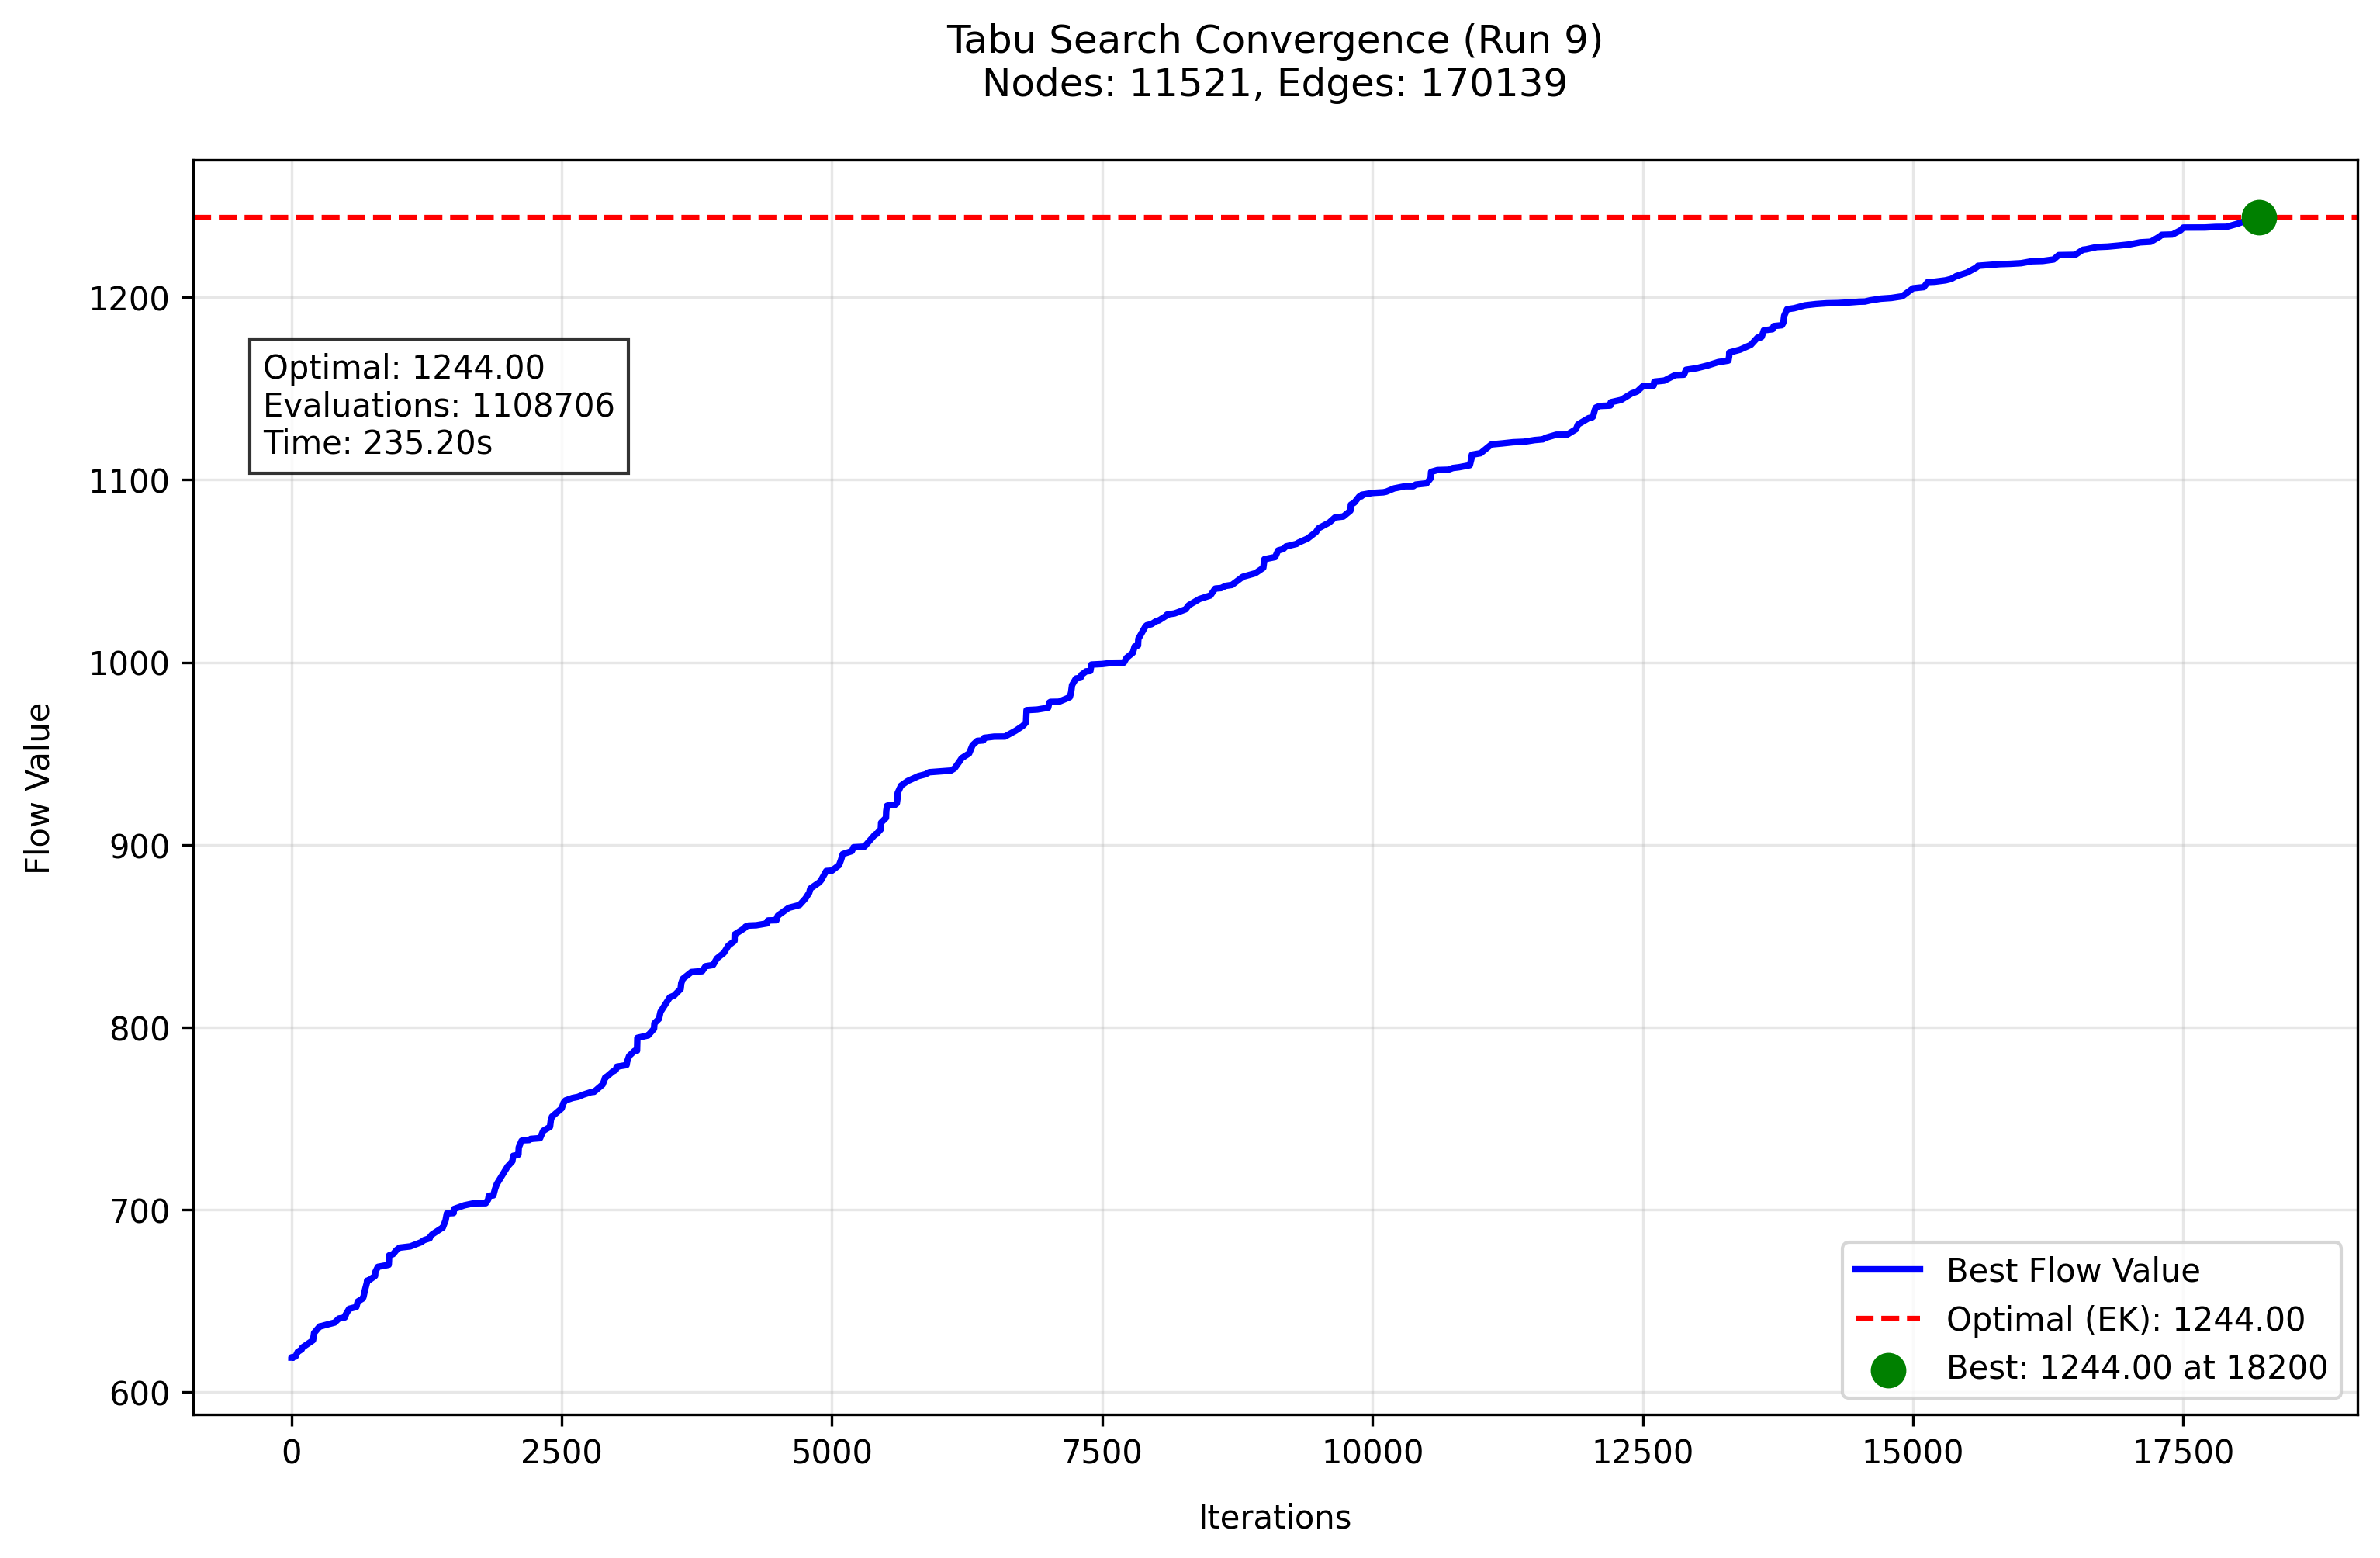 Tabu Search Convergence (Run 9)
Nodes: 11521, Edges: 170139
Flow Value
1200
1100
1000
900
800
700
600
Optimal: 1244.00
Evaluations: 1108706
Time: 235.20s
Best Flow Value
Optimal (EK): 1244.00
Best: 1244.00 at 18200
0
2500
5000
7500
10000
12500
15000
17500
Iterations